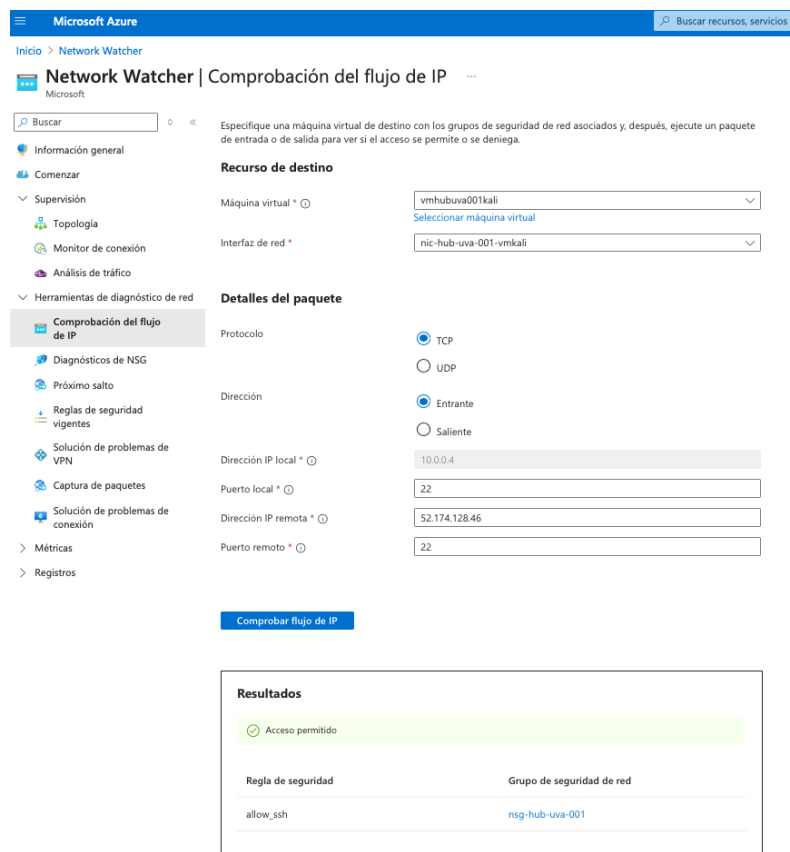 Microsoft Azure
Buscar recursos, servicios
Inicio > Network Watcher
Network Watcher | Comprobación del flujo de IP ...
Microsoft
Buscar
Información general
Comenzar
Supervisión
Topología
Monitor de conexión
Análisis de tráfico
Herramientas de diagnóstico de red
Comprobación del flujo
de IP
Diagnósticos de NSG
Próximo salto
Reglas de seguridad
vigentes
Solución de problemas de
VPN
Captura de paquetes
Solución de problemas de
conexión
Métricas
Registros
Especifique una máquina virtual de destino con los grupos de seguridad de red asociados y, después, ejecute un paquete
de entrada o de salida para ver si el acceso se permite o se deniega.
Recurso de destino
Máquina virtual *
vmhubuva001kali
Seleccionar máquina virtual
Interfaz de red *
nic-hub-uva-001-vmkali
Detalles del paquete
Protocolo
TCP
UDP
Dirección
Entrante
Saliente
Dirección IP local *
10.0.0.4
Puerto local *
22
Dirección IP remota *
52.174.128.46
Puerto remoto *
22
Comprobar flujo de IP
Resultados
Acceso permitido
Regla de seguridad
Grupo de seguridad de red
allow_ssh
nsg-hub-uva-001